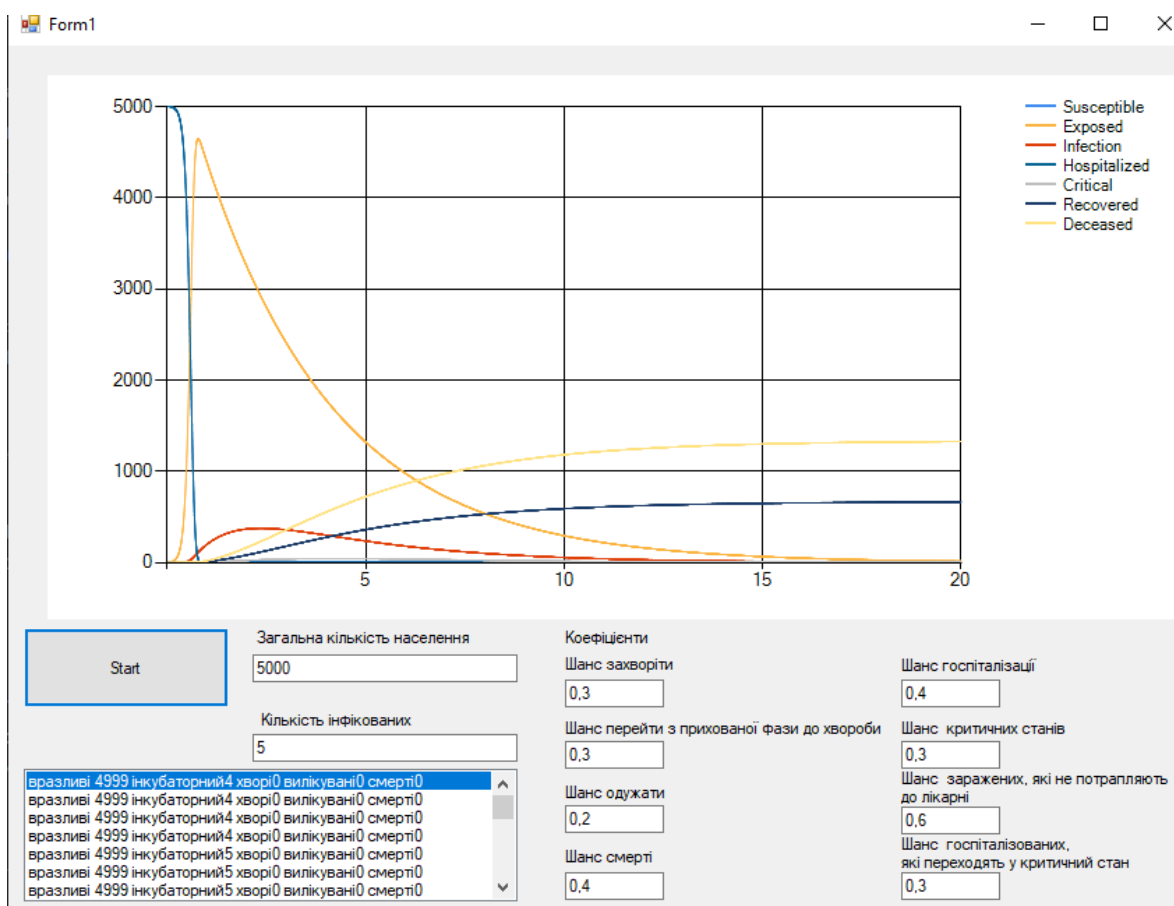 Form1
5000
4000
3000
2000
1000
0
5
10
15
20
Susceptible
Exposed
Infection
Hospitalized
Critical
Recovered
Deceased
Start
Загальна кількість населення
5000
Кількість інфікованих
5
вразливі 4999 інкубаторний4 хворі0 вилікувані0 смерті0
вразливі 4999 інкубаторний4 хворі0 вилікувані0 смерті0
вразливі 4999 інкубаторний4 хворі0 вилікувані0 смерті0
вразливі 4999 інкубаторний4 хворі0 вилікувані0 смерті0
вразливі 4999 інкубаторний5 хворі0 вилікувані0 смерті0
вразливі 4999 інкубаторний5 хворі0 вилікувані0 смерті0
вразливі 4999 інкубаторний5 хворі0 вилікувані0 смерті0
Коефіцієнти
Шанс захворіти
0,3
Шанс перейти з прихованої фази до хвороби
0,3
Шанс одужати
0,2
Шанс смерті
0,4
Шанс госпіталізації
0,4
Шанс критичних станів
0,3
Шанс заражених, які не потрапляють
до лікарні
0,6
Шанс госпіталізованих,
які переходять у критичний стан
0,3